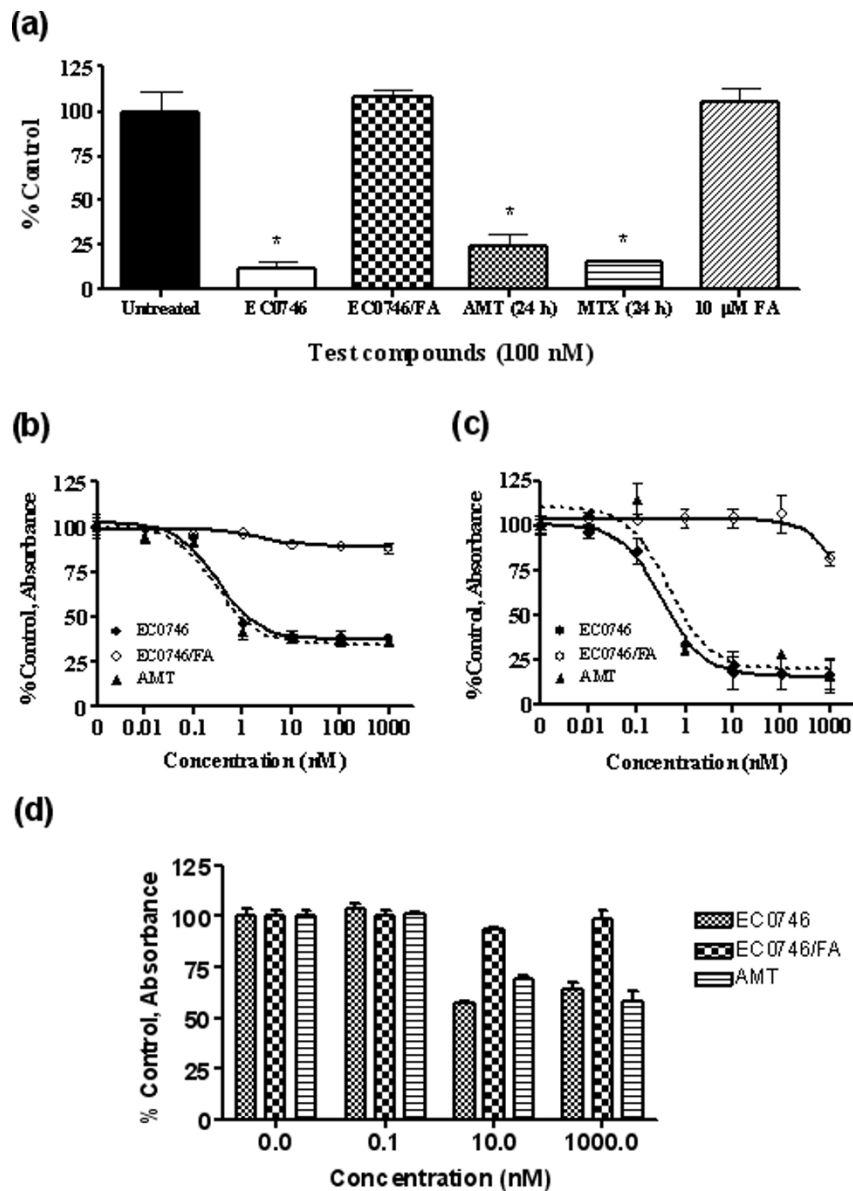 (a)
125
100
75
50
25
0
% Control
*
*
*
Untreated EC0746 EC0746/FA AMT (24 h) MTX (24 h) 10 µM FA
Test compounds (100 nM)
(b)
125
100
75
50
25
0
%Control, Absorbance
EC0746
EC0746/FA
AMT
0 0.01 0.1 1 10 100 1000
Concentration (nM)
(c)
125
100
75
50
25
0
%Control, Absorbance
EC0746
EC0746/FA
AMT
0 0.01 0.1 1 10 100 1000
Concentration (nM)
(d)
125
100
75
50
25
0
% Control, Absorbance
EC0746
EC0746/FA
AMT
0.0 0.1 10.0 1000.0
Concentration (nM)